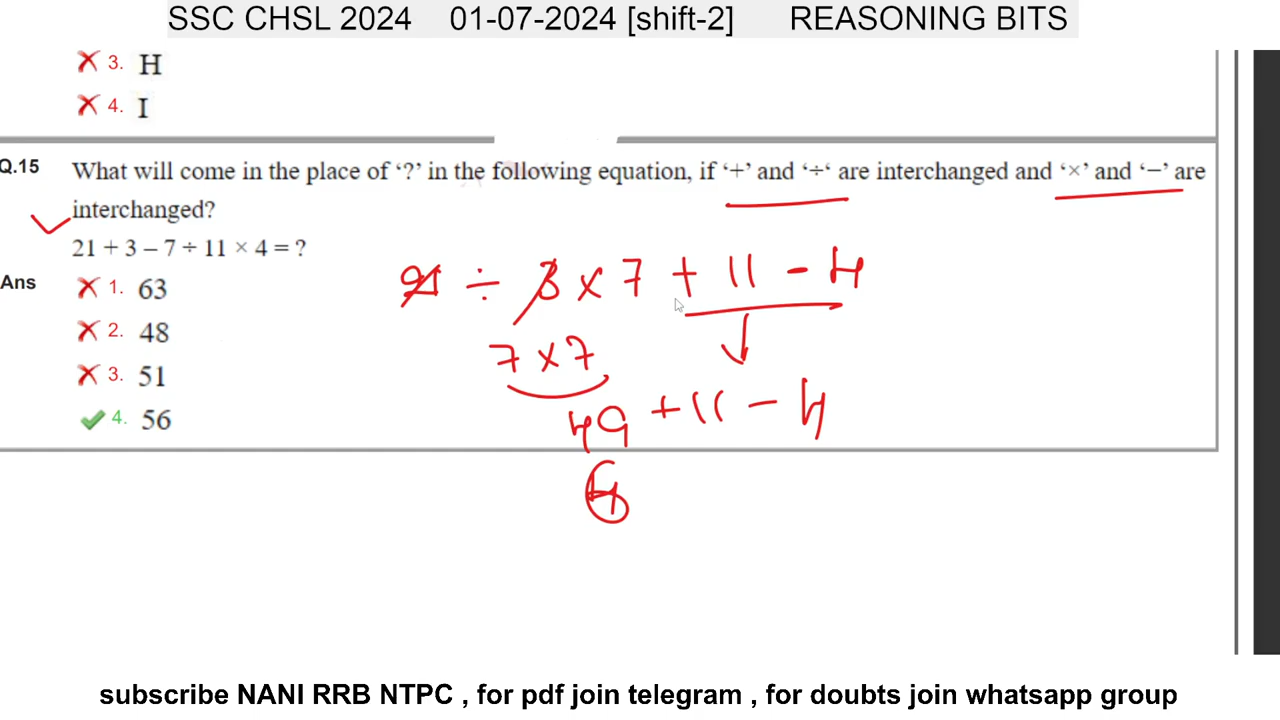 SSC CHSL 2024 01-07-2024 [shift-2] REASONING BITS
3. H
4. I
Q.15 What will come in the place of ‘?’ in the following equation, if ‘+’ and ‘÷‘ are interchanged and ‘×’ and ‘−’ are
interchanged?
21 + 3 – 7 ÷ 11 × 4 = ?
Ans
1. 63
2. 48
3. 51
4. 56
21 ÷ 3 × 7 + 11 - 4
7 × 7
49 + 11 - 4
subscribe NANI RRB NTPC , for pdf join telegram , for doubts join whatsapp group